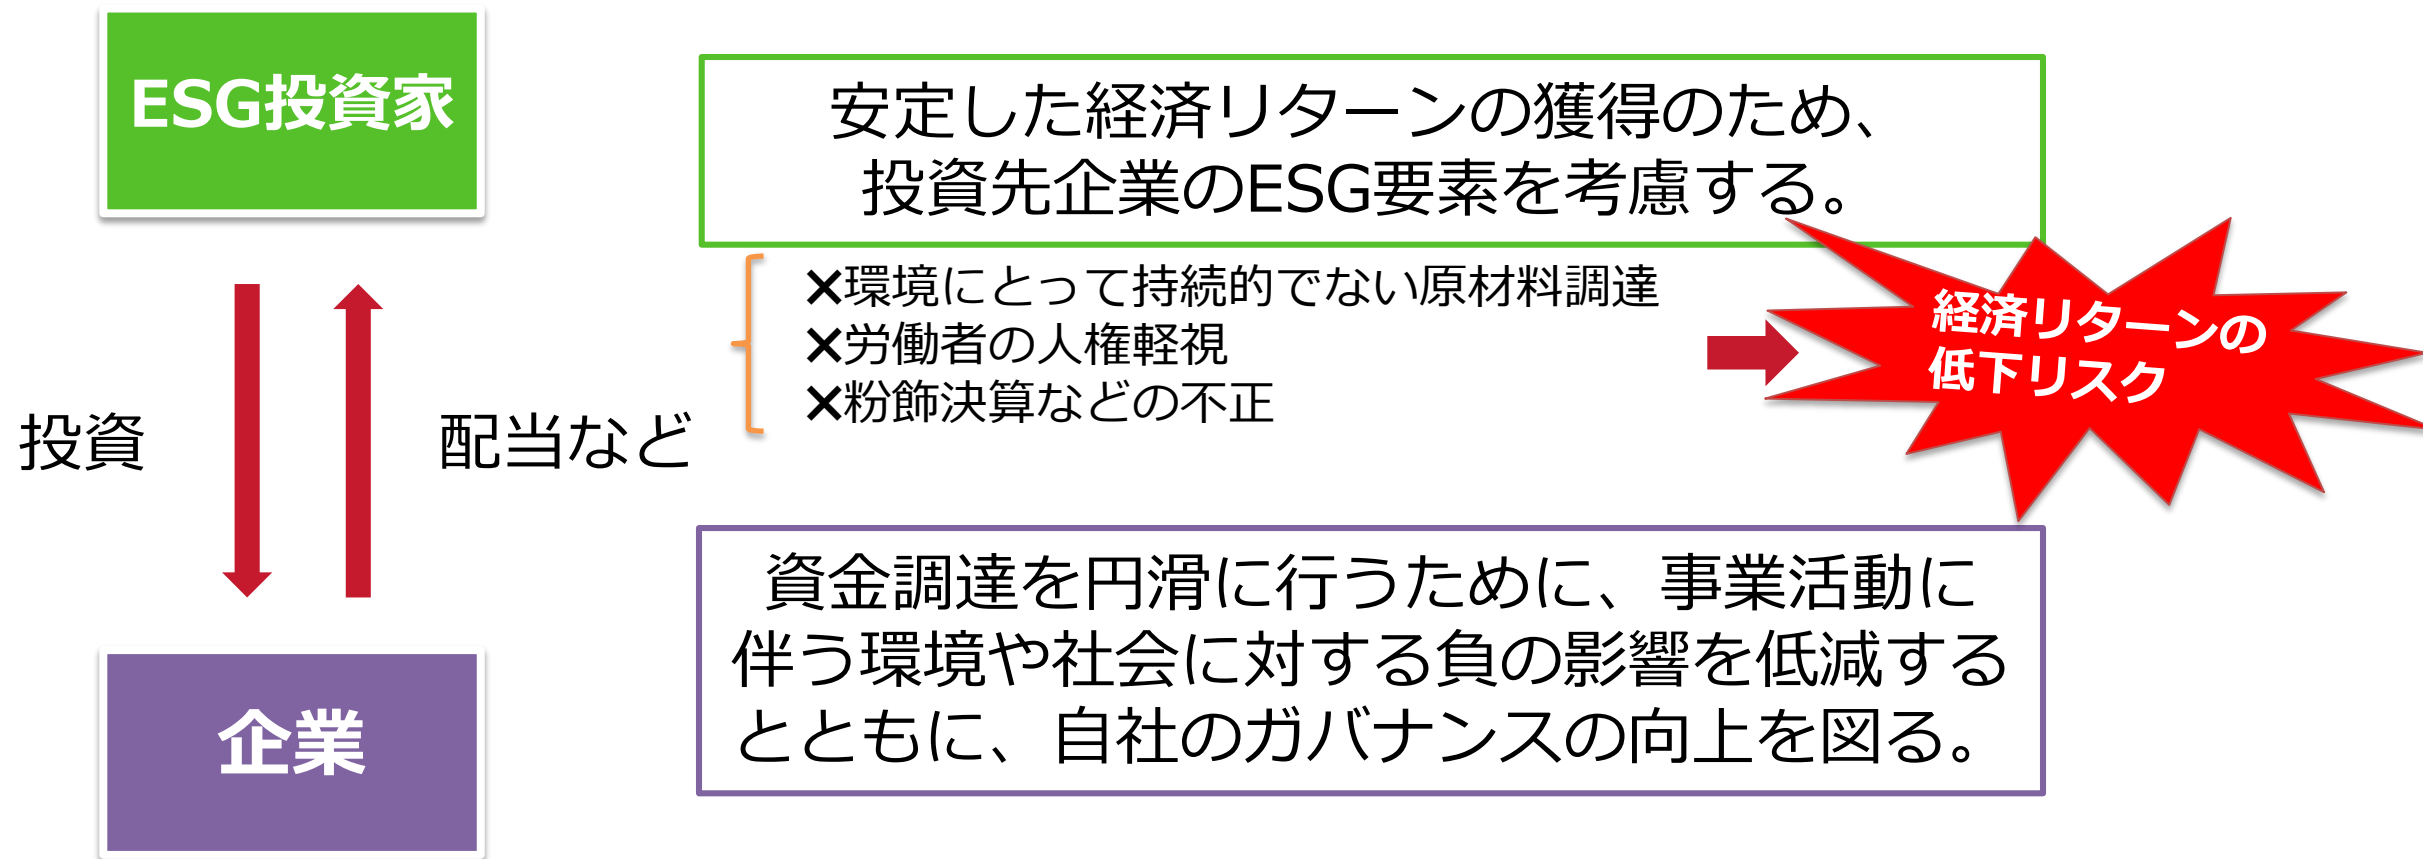 ESG投資家
投資
配当など
企業
安定した経済リターンの獲得のため、
投資先企業のESG要素を考慮する。
×環境にとって持続的でない原材料調達
×労働者の人権軽視
×粉飾決算などの不正
経済リターンの
低下リスク
資金調達を円滑に行うために、事業活動に
伴う環境や社会に対する負の影響を低減する
とともに、自社のガバナンスの向上を図る。